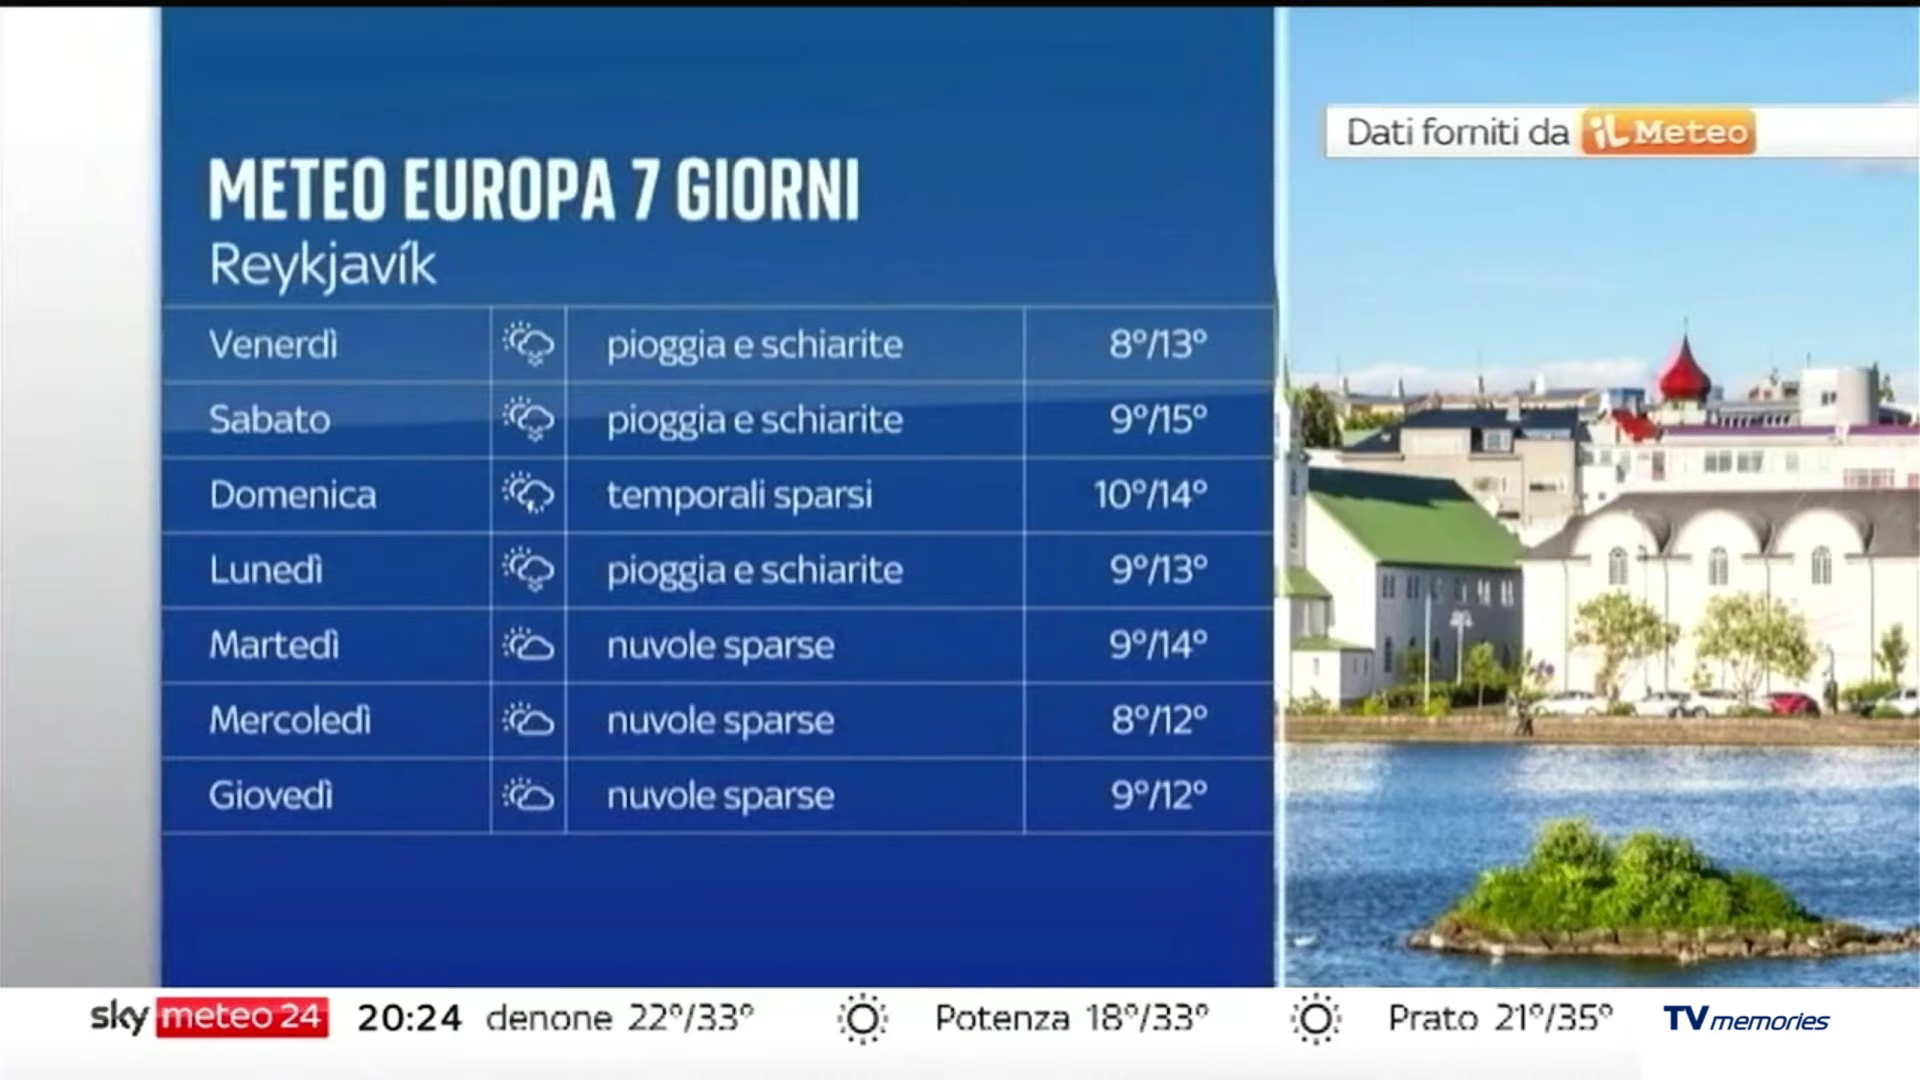 Dati forniti da iL Meteo
METEO EUROPA 7 GIORNI
Reykjavík
Venerdì pioggia e schiarite 8°/13°
Sabato pioggia e schiarite 9°/15°
Domenica temporali sparsi 10°/14°
Lunedì pioggia e schiarite 9°/13°
Martedì nuvole sparse 9°/14°
Mercoledì nuvole sparse 8°/12°
Giovedì nuvole sparse 9°/12°
sky meteo 24 20:24 denone 22°/33° Potenza 18°/33° Prato 21°/35° TV memories